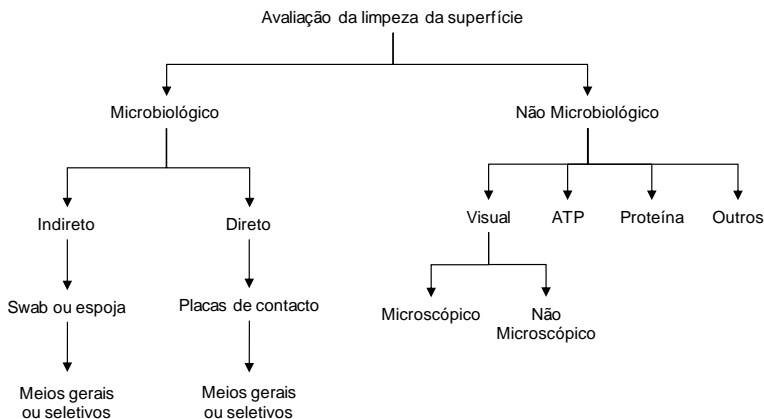 Avaliação da limpeza da superfície
Microbiológico
Não Microbiológico
Indireto
Direto
Visual
ATP
Proteína
Outros
Swab ou espoja
Placas de contacto
Microscópico
Não
Microscópico
Meios gerais
ou seletivos
Meios gerais
ou seletivos